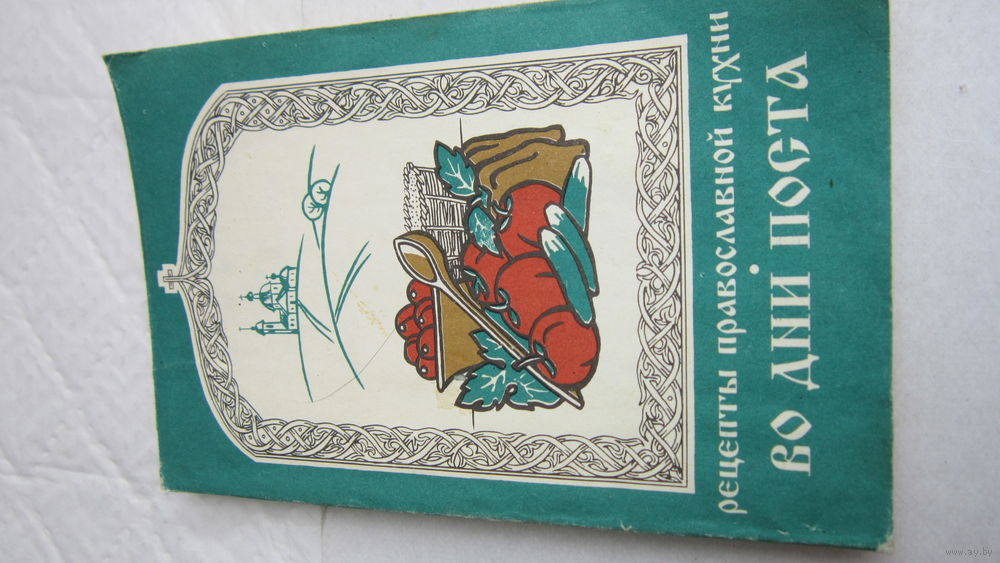 РЕЦЕПТЫ ПРАВОСЛАВНОЙ КУХНИ
ВО ДНИ ПОСТА
www.ay.by